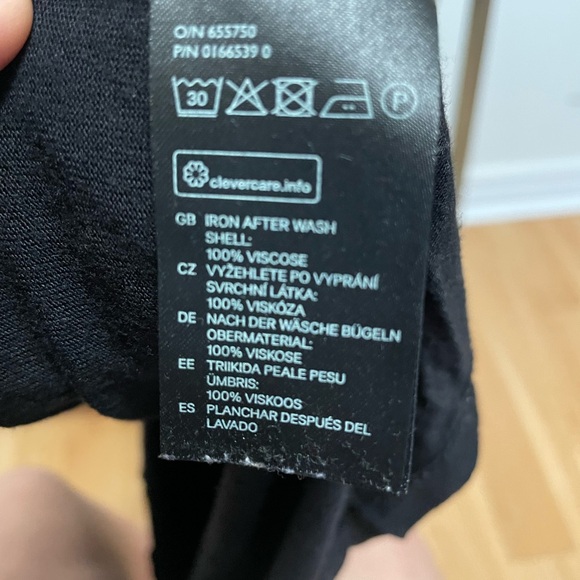 O/N 655750
P/N 0166539 0
30 P
clevercare.info
GB IRON AFTER WASH
SHELL:
100% VISCOSE
CZ VYŽEHLETE PO VYPRÁNÍ
SVRCHNÍ LÁTKA:
100% VISKÓZA
DE NACH DER WÄSCHE BÜGELN
OBERMATERIAL:
100% VISKOSE
EE TRIIKIDA PEALE PESU
ÜMBRIS:
100% VISKOOS
ES PLANCHAR DESPUÉS DEL
LAVADO